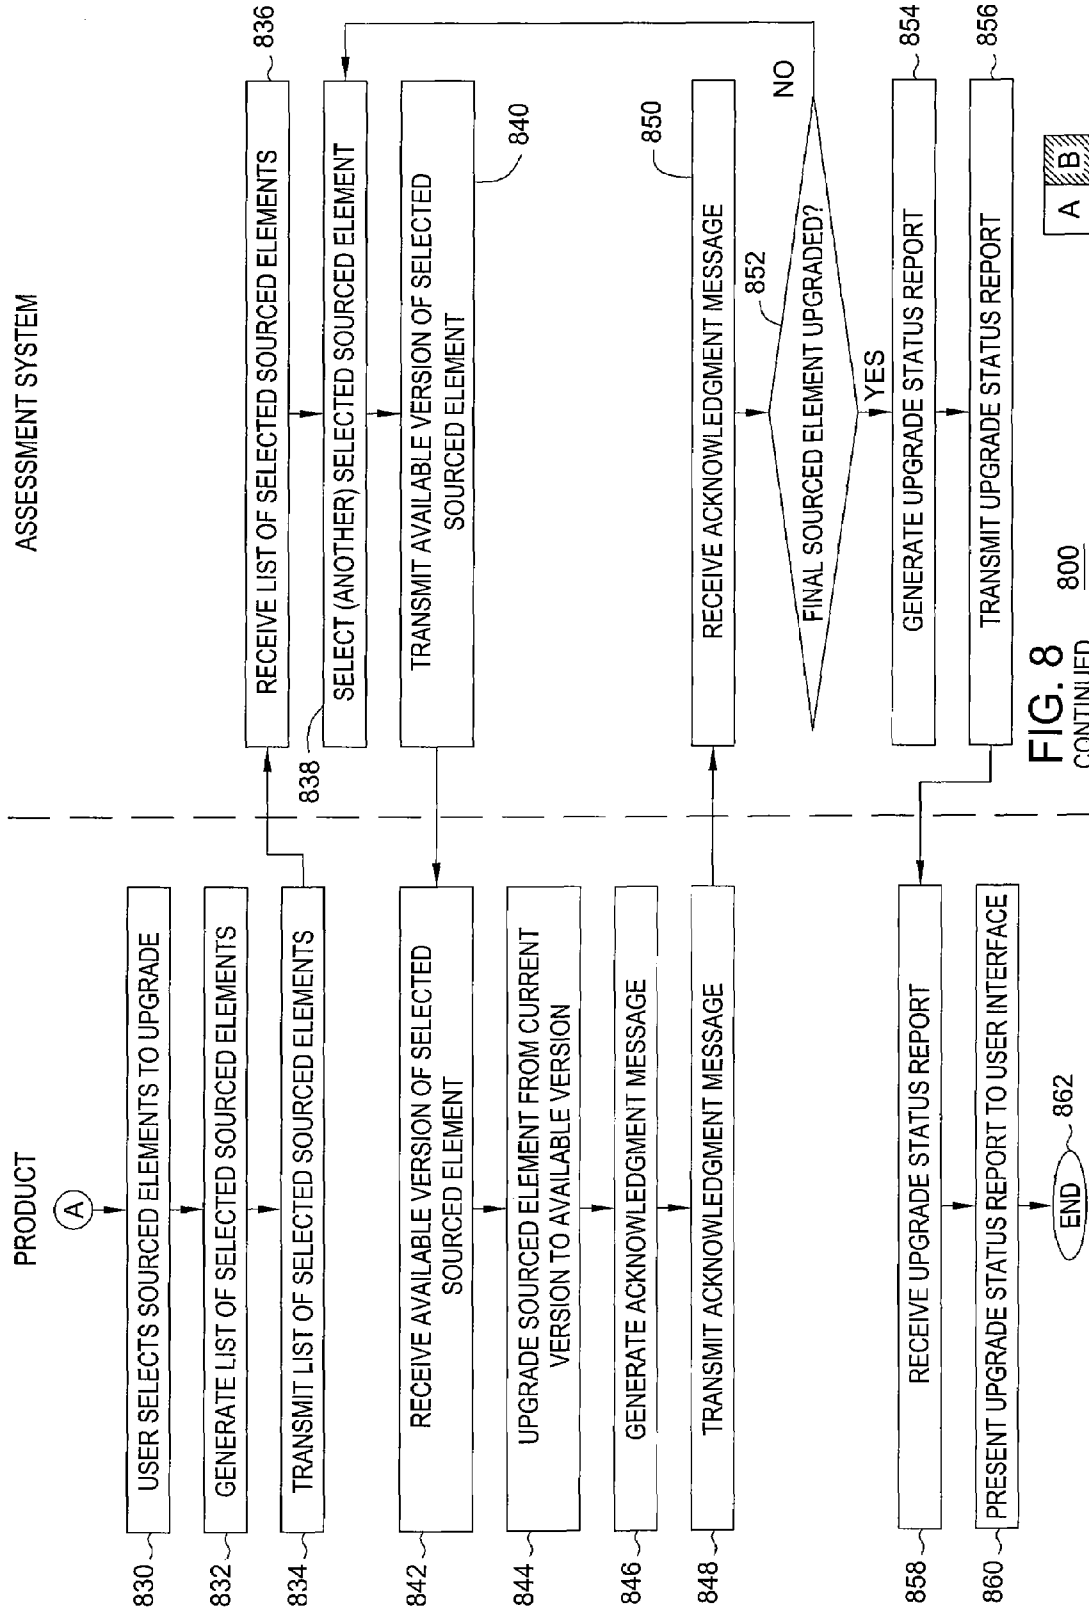 PRODUCT
ASSESSMENT SYSTEM
A
830
USER SELECTS SOURCED ELEMENTS TO UPGRADE
832
GENERATE LIST OF SELECTED SOURCED ELEMENTS
834
TRANSMIT LIST OF SELECTED SOURCED ELEMENTS
RECEIVE LIST OF SELECTED SOURCED ELEMENTS
836
838
SELECT (ANOTHER) SELECTED SOURCED ELEMENT
TRANSMIT AVAILABLE VERSION OF SELECTED
SOURCED ELEMENT
840
842
RECEIVE AVAILABLE VERSION OF SELECTED
SOURCED ELEMENT
844
UPGRADE SOURCED ELEMENT FROM CURRENT
VERSION TO AVAILABLE VERSION
846
GENERATE ACKNOWLEDGMENT MESSAGE
848
TRANSMIT ACKNOWLEDGMENT MESSAGE
RECEIVE ACKNOWLEDGMENT MESSAGE
850
852
FINAL SOURCED ELEMENT UPGRADED?
NO
YES
GENERATE UPGRADE STATUS REPORT
854
TRANSMIT UPGRADE STATUS REPORT
856
858
RECEIVE UPGRADE STATUS REPORT
860
PRESENT UPGRADE STATUS REPORT TO USER INTERFACE
END
862
FIG. 8
CONTINUED
800
A B